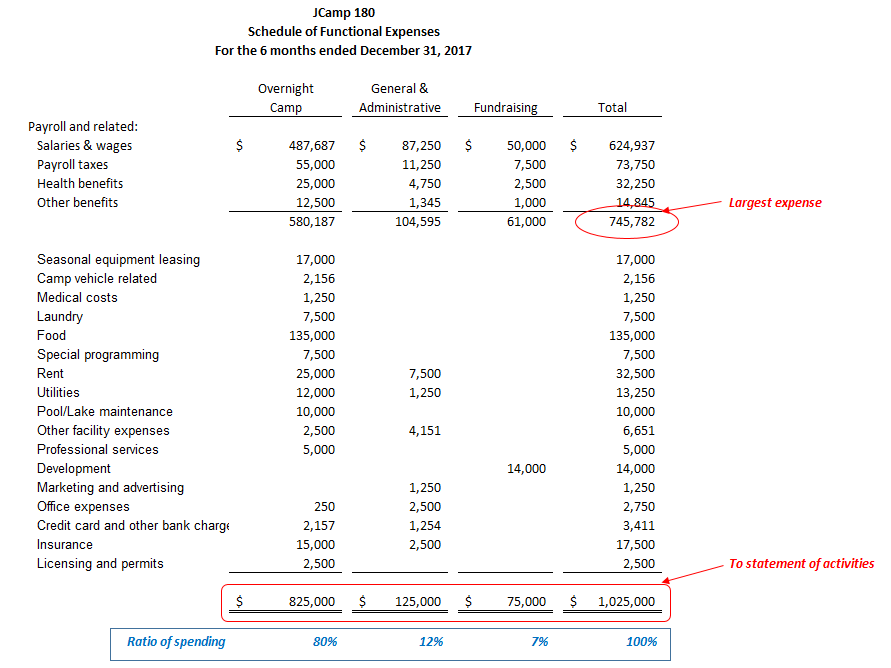 JCamp 180
Schedule of Functional Expenses
For the 6 months ended December 31, 2017
Overnight General &
Camp Administrative Fundraising Total
Payroll and related:
Salaries & wages $ 487,687 $ 87,250 $ 50,000 $ 624,937
Payroll taxes 55,000 11,250 7,500 73,750
Health benefits 25,000 4,750 2,500 32,250
Other benefits 12,500 1,345 1,000 14,845 Largest expense
580,187 104,595 61,000 745,782
Seasonal equipment leasing 17,000 17,000
Camp vehicle related 2,156 2,156
Medical costs 1,250 1,250
Laundry 7,500 7,500
Food 135,000 135,000
Special programming 7,500 7,500
Rent 25,000 7,500 32,500
Utilities 12,000 1,250 13,250
Pool/Lake maintenance 10,000 10,000
Other facility expenses 2,500 4,151 6,651
Professional services 5,000 5,000
Development 14,000 14,000
Marketing and advertising 1,250 1,250
Office expenses 250 2,500 2,750
Credit card and other bank charge 2,157 1,254 3,411
Insurance 15,000 2,500 17,500
Licensing and permits 2,500 2,500 To statement of activities
$ 825,000 $ 125,000 $ 75,000 $ 1,025,000
Ratio of spending 80% 12% 7% 100%